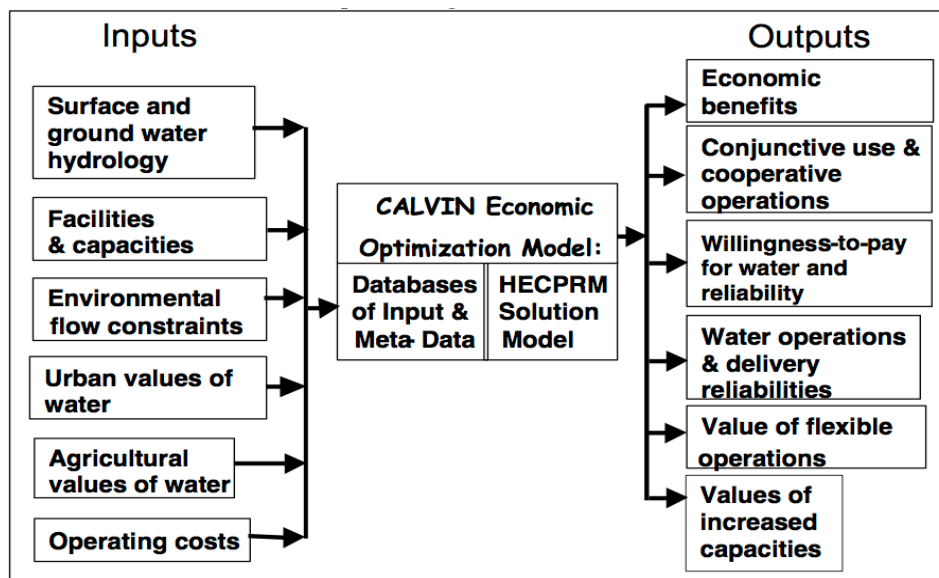 Inputs
Surface and
ground water
hydrology
Facilities
& capacities
Environmental
flow constraints
Urban values of
water
Agricultural
values of water
Operating costs
CALVIN Economic
Optimization Model:
Databases
of Input &
Meta- Data
HECPRM
Solution
Model
Outputs
Economic
benefits
Conjunctive use &
cooperative
operations
Willingness-to-pay
for water and
reliability
Water operations
& delivery
reliabilities
Value of flexible
operations
Values of
increased
capacities